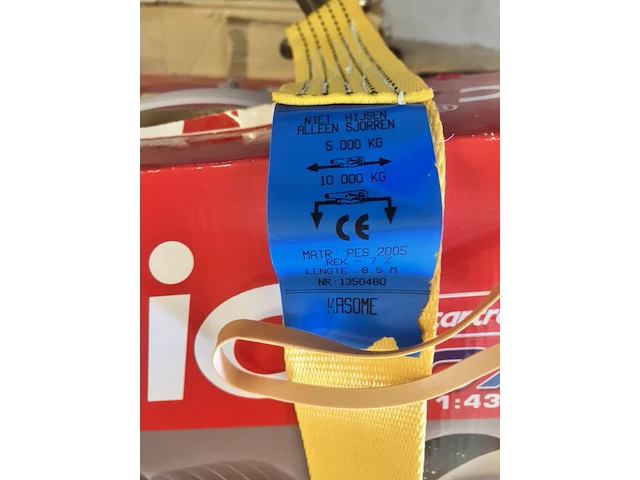 NIET HIJSEN
ALLEEN SJORREN
5.000 KG
10.000 KG
CE
MATR: PES 2005
REK - 7 %
LENGTE 8.5 M
NR:1350480
KASOME
1:43